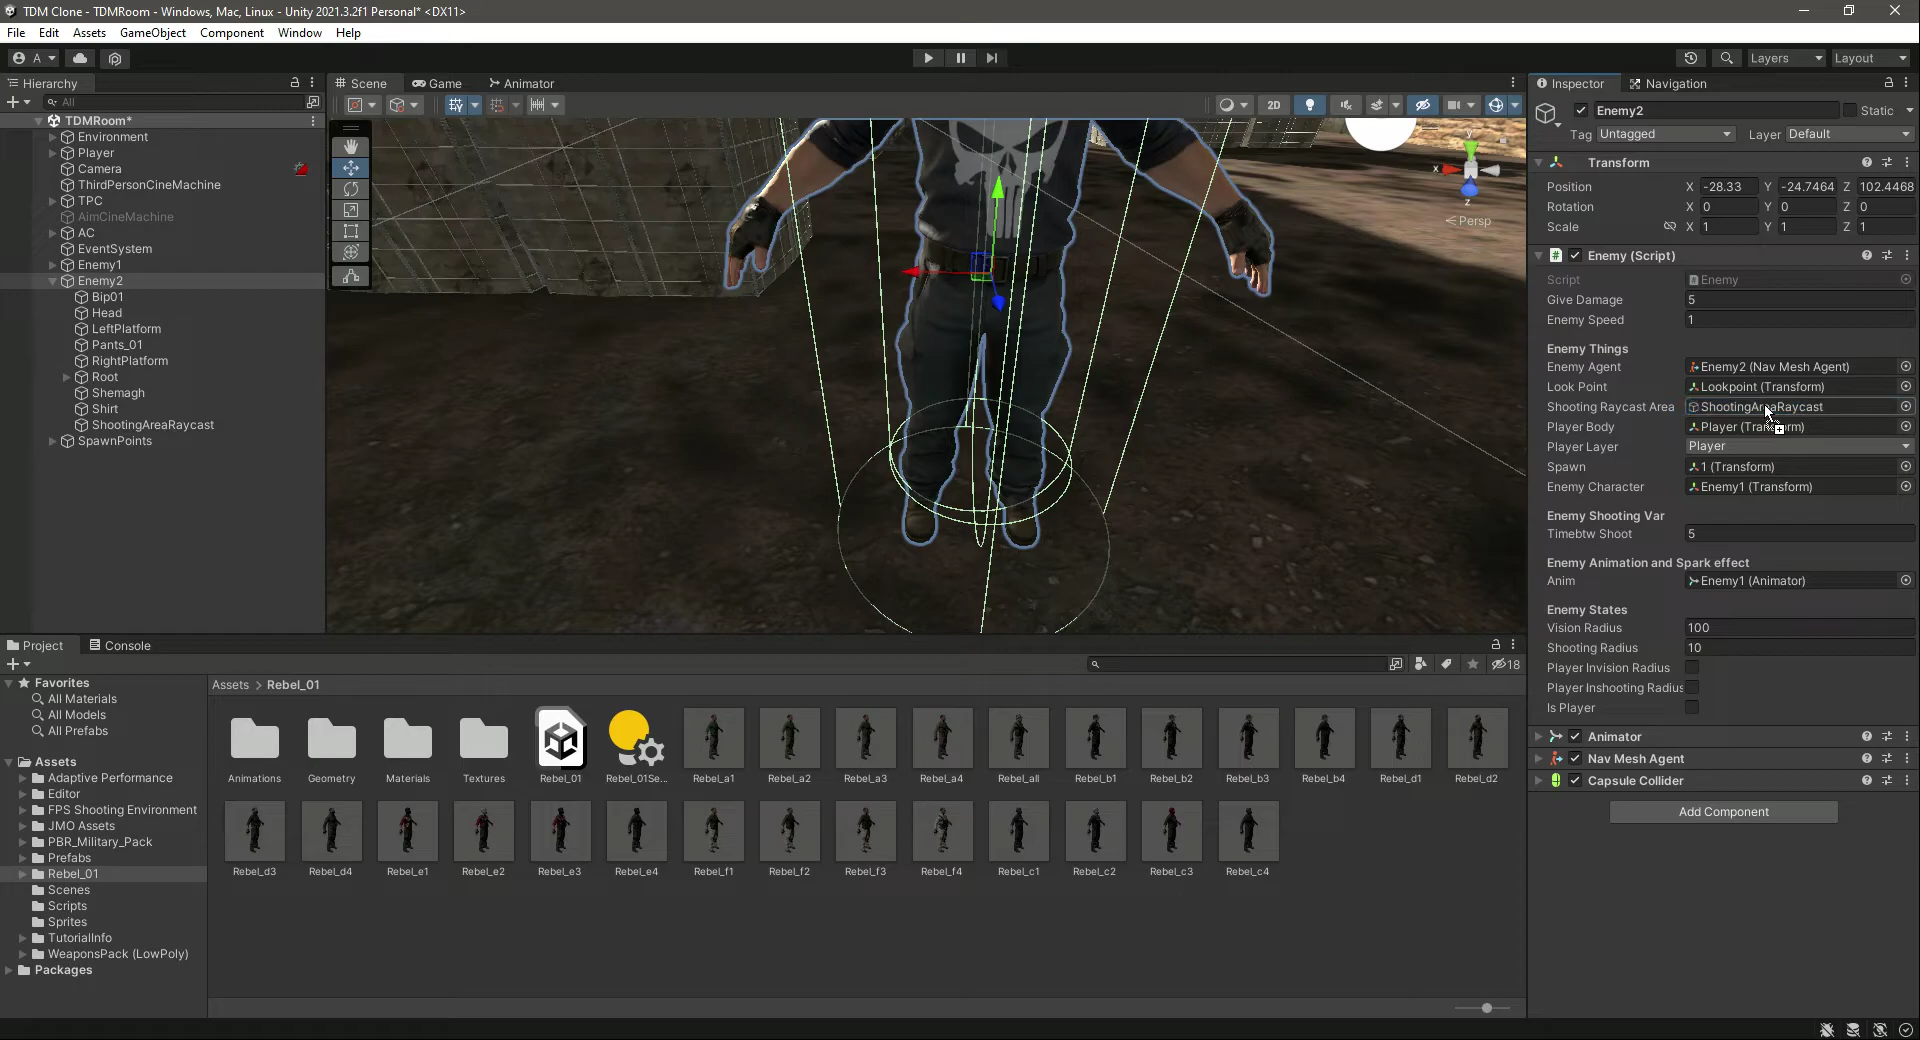 TDM Clone - TDMRoom - Windows, Mac, Linux - Unity 2021.3.2f1 Personal* <DX11>
File Edit Assets GameObject Component Window Help
A
Layers
Layout
Hierarchy
All
TDMRoom*
Environment
Player
Camera
ThirdPersonCineMachine
TPC
AimCineMachine
AC
EventSystem
Enemy1
Enemy2
Bip01
Head
LeftPlatform
Pants_01
RightPlatform
Root
Shemagh
Shirt
ShootingAreaRaycast
SpawnPoints
Scene Game Animator
2D
y
x
z
Persp
Inspector Navigation
Enemy2 Static
Tag Untagged Layer Default
Transform
Position X -28.33 Y -24.7464 Z 102.4468
Rotation X 0 Y 0 Z 0
Scale X 1 Y 1 Z 1
Enemy (Script)
Script Enemy
Give Damage 5
Enemy Speed 1
Enemy Things
Enemy Agent Enemy2 (Nav Mesh Agent)
Look Point Lookpoint (Transform)
Shooting Raycast Area ShootingAreaRaycast
Player Body Player (Transform)
Player Layer Player
Spawn 1 (Transform)
Enemy Character Enemy1 (Transform)
Enemy Shooting Var
Timebtw Shoot 5
Enemy Animation and Spark effect
Anim Enemy1 (Animator)
Enemy States
Vision Radius 100
Shooting Radius 10
Player Invision Radius
Player Inshooting Radius
Is Player
Animator
Nav Mesh Agent
Capsule Collider
Add Component
Project Console
18
Favorites
All Materials
All Models
All Prefabs
Assets
Adaptive Performance
Editor
FPS Shooting Environment
JMO Assets
PBR_Military_Pack
Prefabs
Rebel_01
Scenes
Scripts
Sprites
TutorialInfo
WeaponsPack (LowPoly)
Packages
Assets > Rebel_01
Animations Geometry Materials Textures Rebel_01 Rebel_01Se... Rebel_a1 Rebel_a2 Rebel_a3 Rebel_a4 Rebel_all Rebel_b1 Rebel_b2 Rebel_b3 Rebel_b4 Rebel_d1 Rebel_d2
Rebel_d3 Rebel_d4 Rebel_e1 Rebel_e2 Rebel_e3 Rebel_e4 Rebel_f1 Rebel_f2 Rebel_f3 Rebel_f4 Rebel_c1 Rebel_c2 Rebel_c3 Rebel_c4